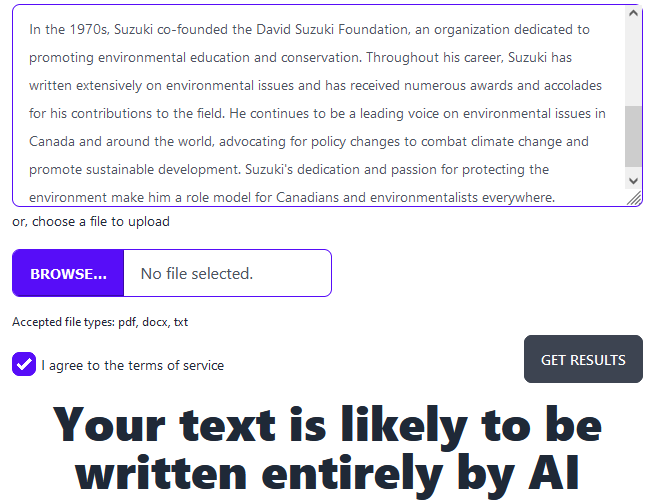 In the 1970s, Suzuki co-founded the David Suzuki Foundation, an organization dedicated to
promoting environmental education and conservation. Throughout his career, Suzuki has
written extensively on environmental issues and has received numerous awards and accolades
for his contributions to the field. He continues to be a leading voice on environmental issues in
Canada and around the world, advocating for policy changes to combat climate change and
promote sustainable development. Suzuki's dedication and passion for protecting the
environment make him a role model for Canadians and environmentalists everywhere.
or, choose a file to upload
BROWSE... No file selected.
Accepted file types: pdf, docx, txt
I agree to the terms of service
GET RESULTS
Your text is likely to be
written entirely by AI